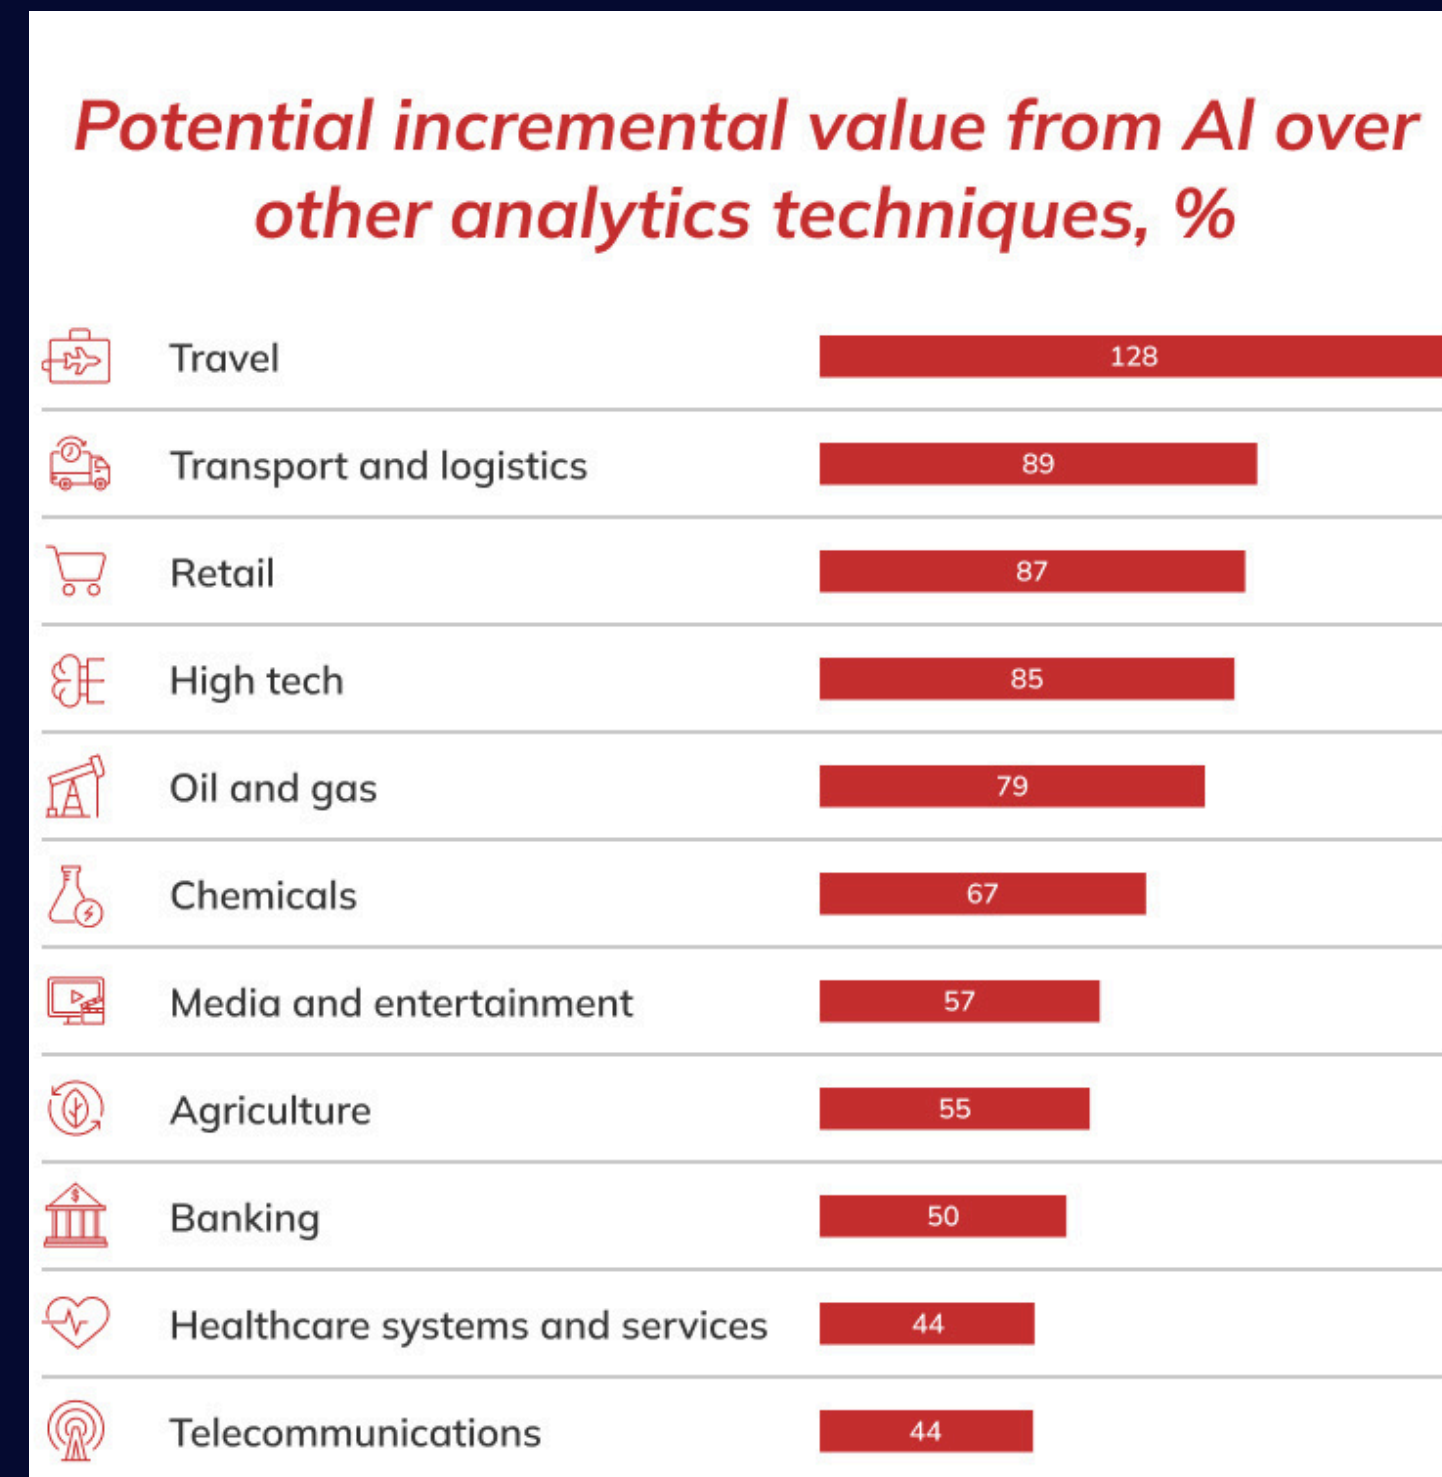 Potential incremental value from AI over
other analytics techniques, %
Travel 128
Transport and logistics 89
Retail 87
High tech 85
Oil and gas 79
Chemicals 67
Media and entertainment 57
Agriculture 55
$
Banking 50
Healthcare systems and services 44
Telecommunications 44